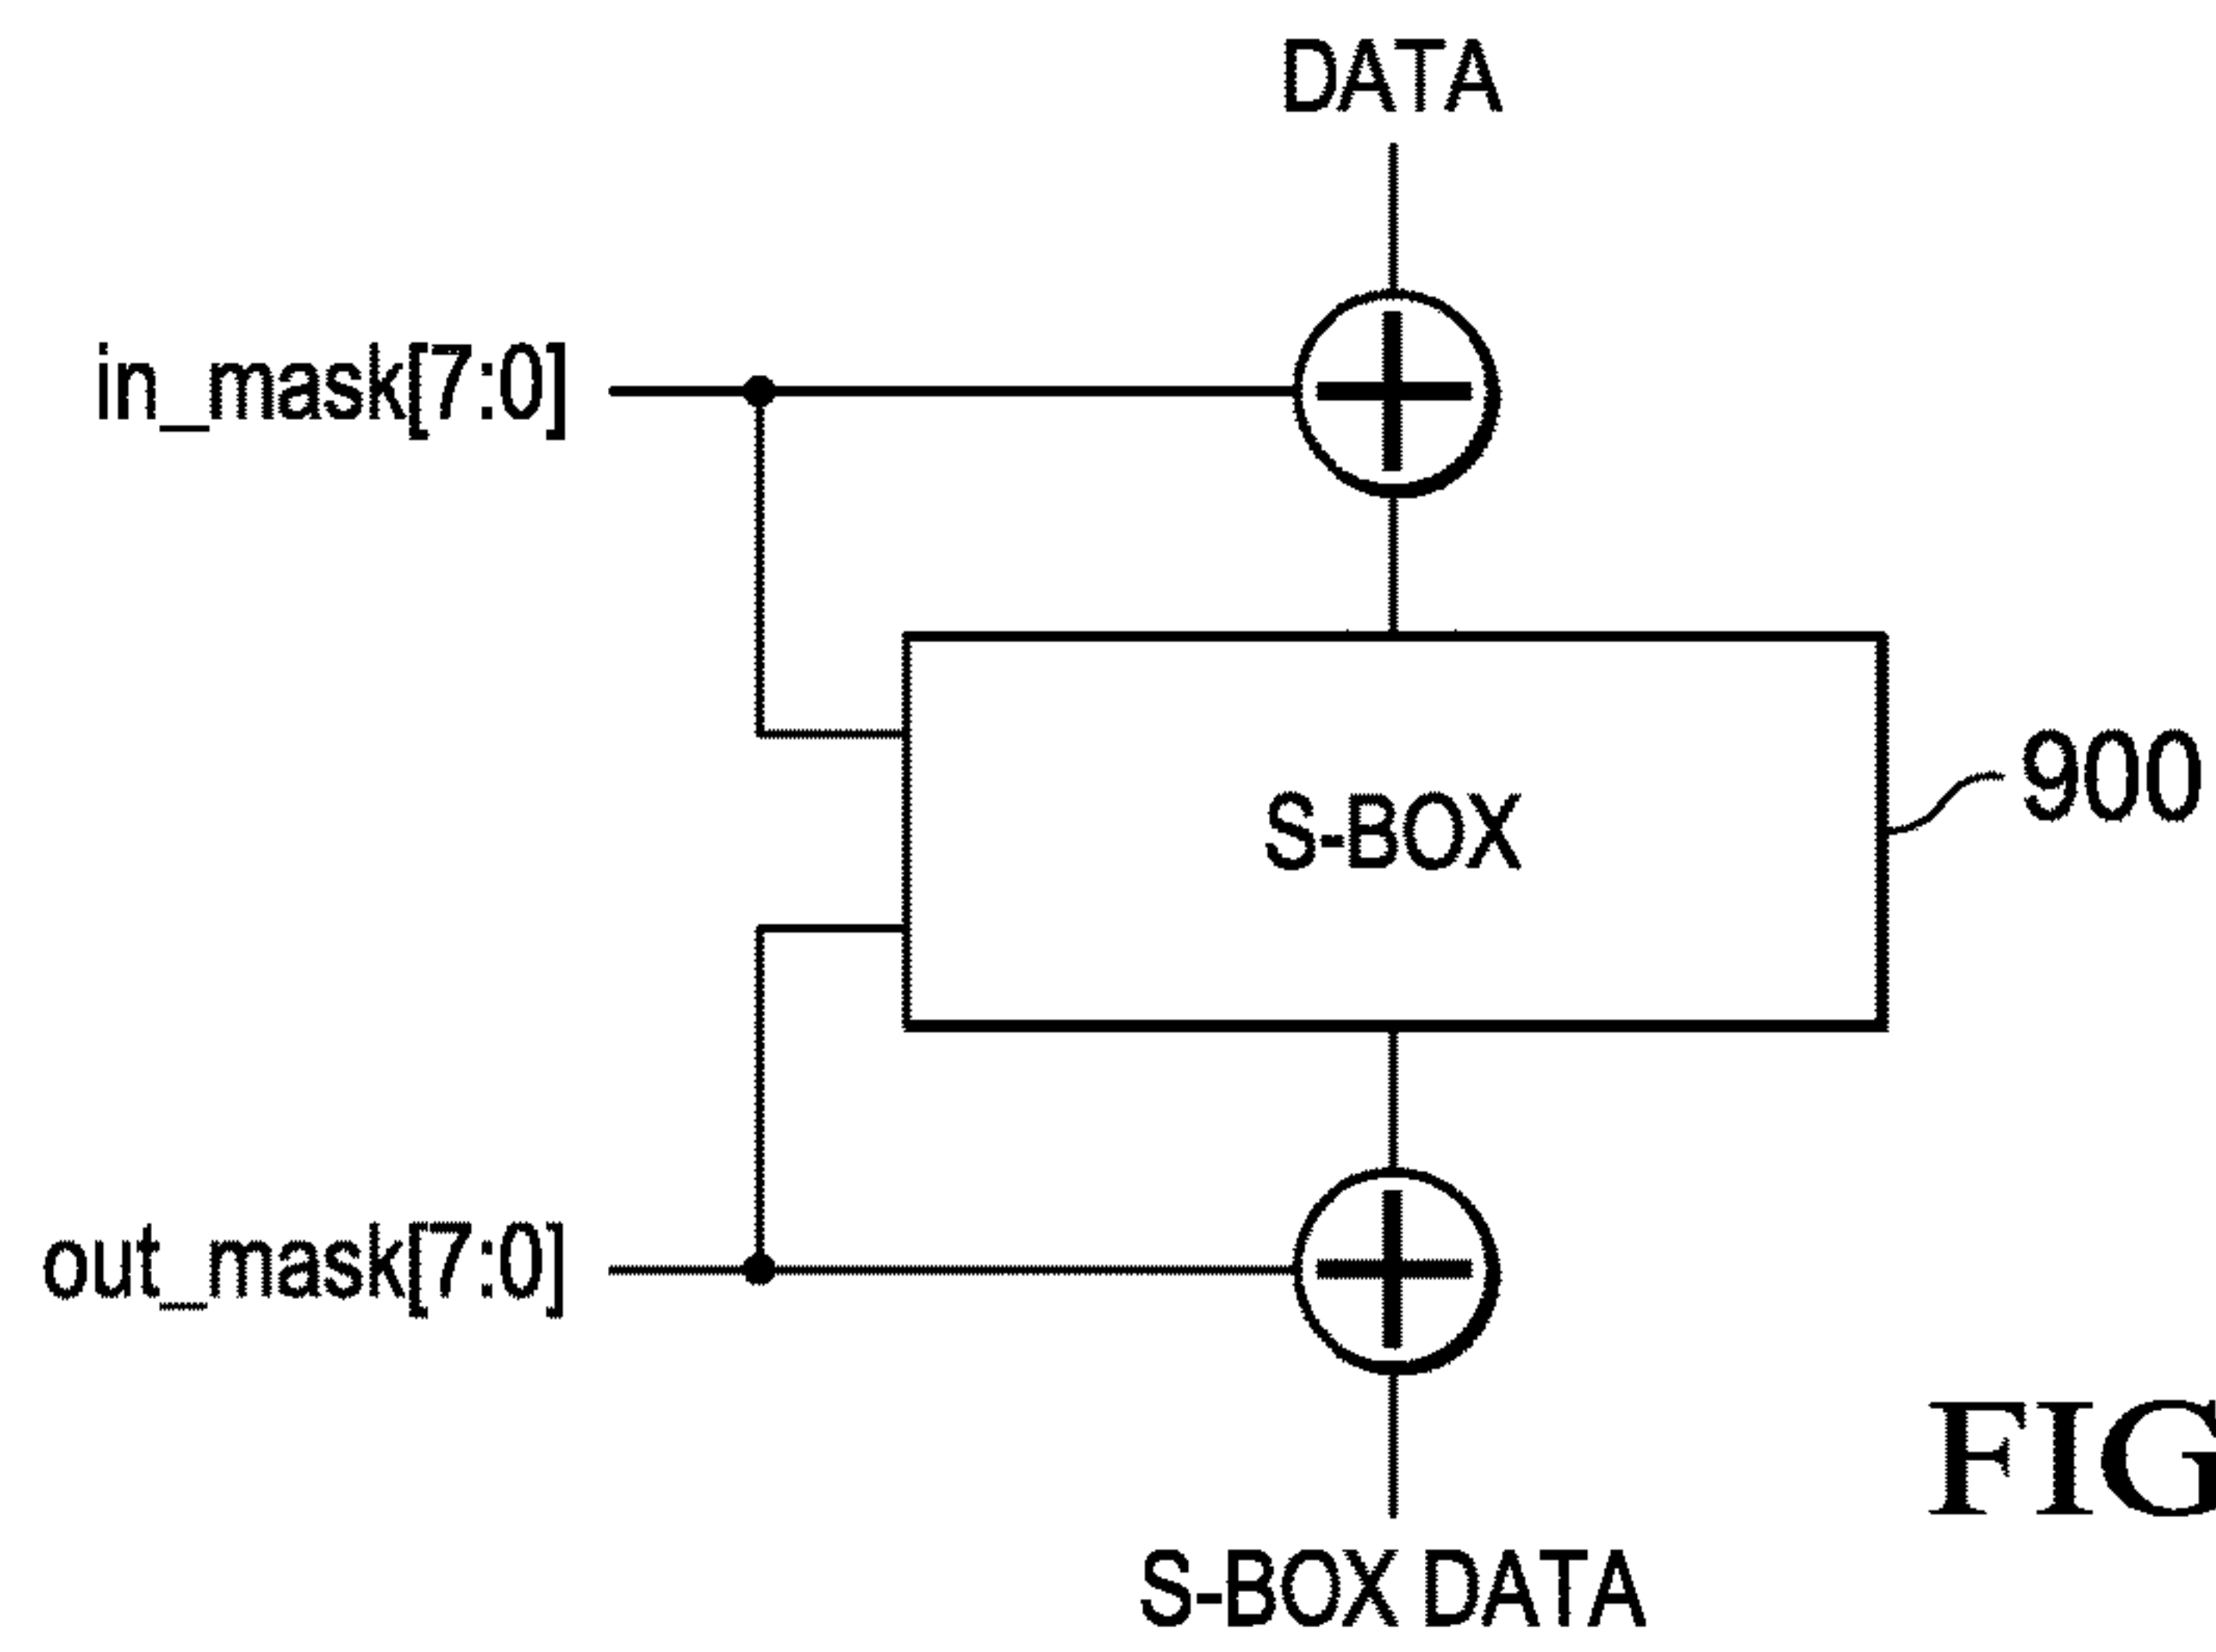 DATA
in_mask[7:0]
S-BOX
900
out_mask[7:0]
FIG
S-BOX DATA